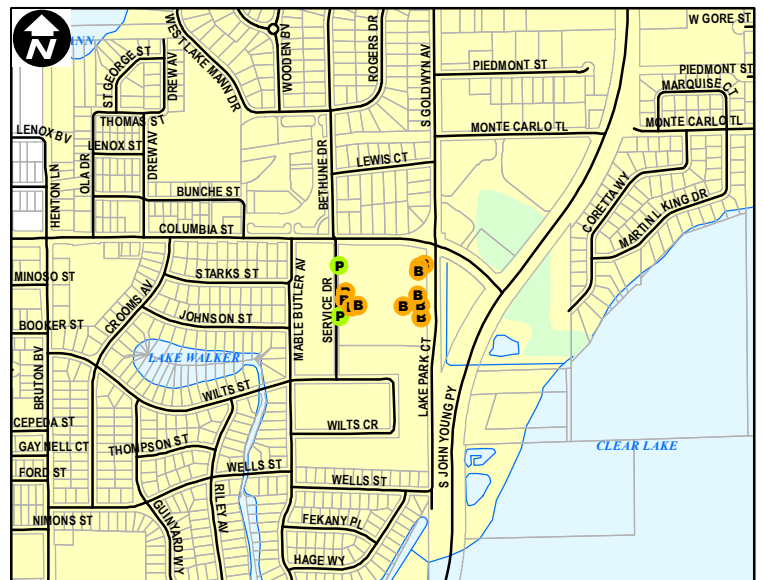 N
W GORE ST
WEST LAKE MANN DR
WOODEN BV
ROGERS DR
S GOLDWYN AV
ST GEORGE ST
DREW AV
PIEDMONT ST
PIEDMONT ST
MARQUISE CT
THOMAS ST
LENOX BV
LENOX ST
MONTE CARLO TL
MONTE CARLO TL
HENTON LN
OLA DR
DREW AV
BETHUNE DR
LEWIS CT
BUNCHE ST
CORETTA WY
MARTIN L KING DR
COLUMBIA ST
MINOSO ST
STARKS ST
MABLE BUTLER AV
SERVICE DR
P
B
B
B
B
B
B
P
B
CROOMS AV
JOHNSON ST
BOOKER ST
BRUTON BV
LAKE WALKER
LAKE PARK CT
S JOHN YOUNG PY
WILTS ST
CEPEDA ST
WILTS CR
THOMPSON ST
GAYNELL CT
CLEAR LAKE
FORD ST
WELLS ST
WELLS ST
RILEY AV
GUINYARD WY
NIMONS ST
FEKANY PL
HAGE WY